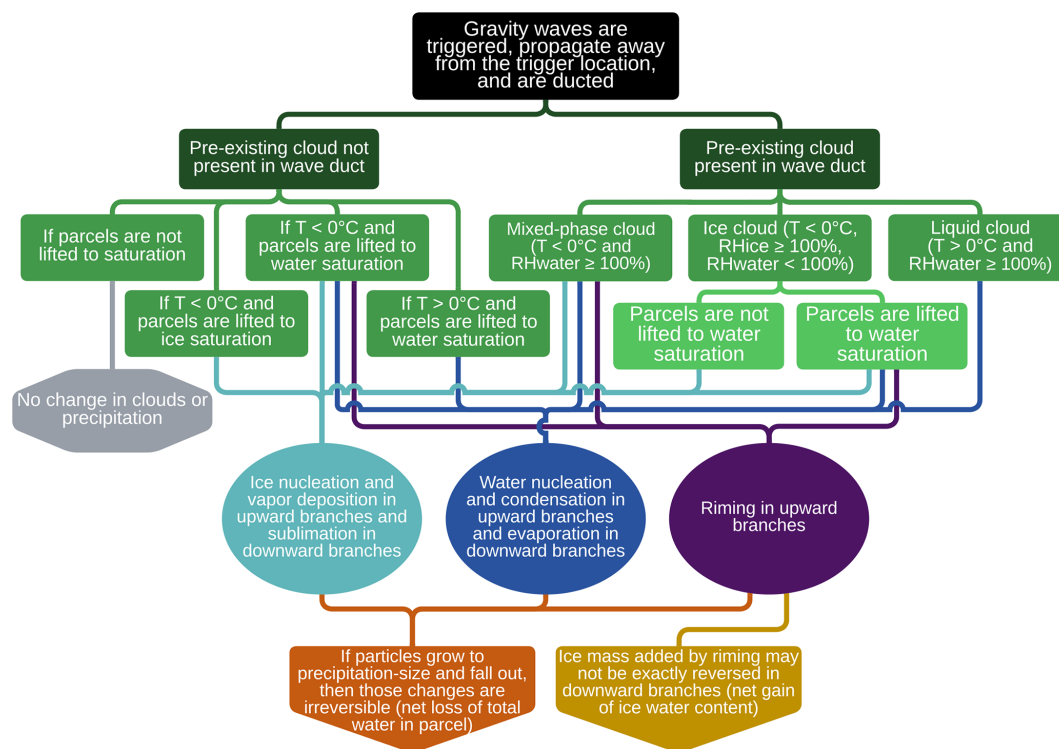 Gravity waves are
triggered, propagate away
from the trigger location,
and are ducted
Pre-existing cloud not
present in wave duct
Pre-existing cloud
present in wave duct
If parcels are not
lifted to saturation
If T < 0°C and
parcels are lifted to
water saturation
Mixed-phase cloud
(T < 0°C and
RHwater ≥ 100%)
Ice cloud (T < 0°C,
RHice ≥ 100%,
RHwater < 100%)
Liquid cloud
(T > 0°C and
RHwater ≥ 100%)
If T < 0°C and
parcels are lifted to
ice saturation
If T > 0°C and
parcels are lifted to
water saturation
Parcels are not
lifted to water
saturation
Parcels are lifted
to water
saturation
No change in clouds or
precipitation
Ice nucleation and
vapor deposition in
upward branches and
sublimation in
downward branches
Water nucleation
and condensation in
upward branches
and evaporation in
downward branches
Riming in upward
branches
If particles grow to
precipitation-size and fall out,
then those changes are
irreversible (net loss of total
water in parcel)
Ice mass added by riming may
not be exactly reversed in
downward branches (net gain
of ice water content)